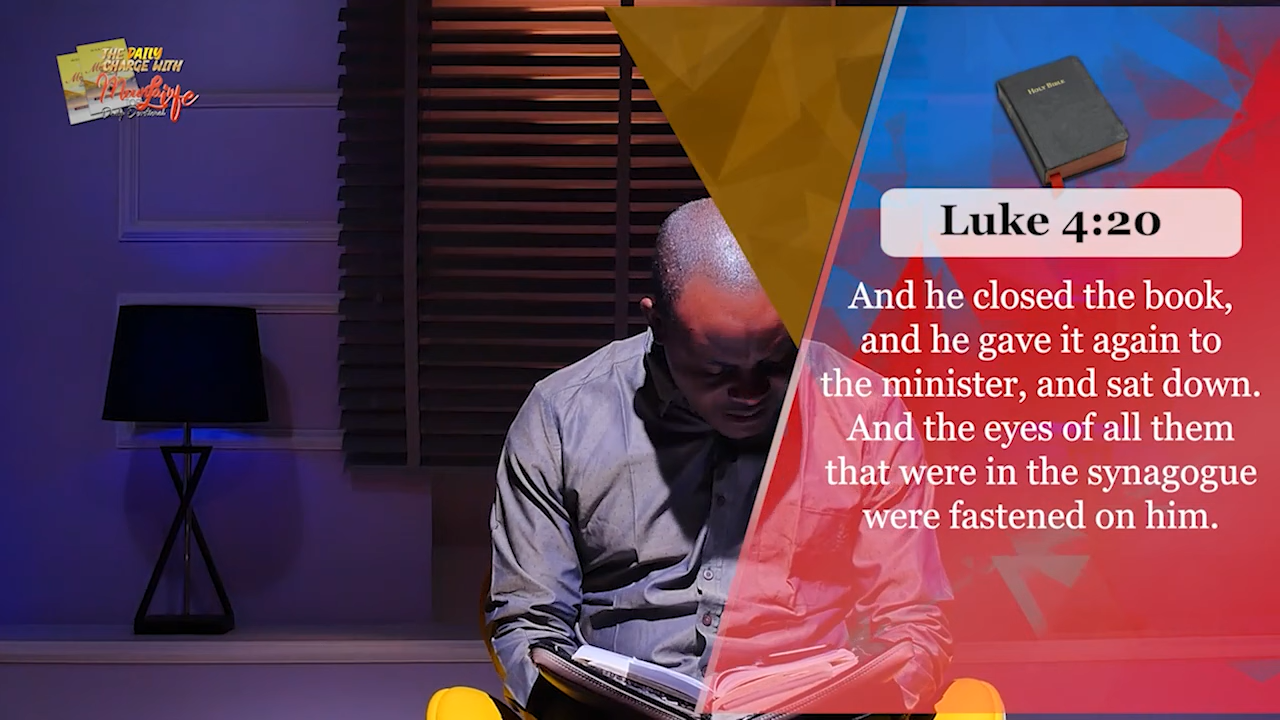 THE DAILY
CHARGE WITH
Daily Devotional
HOLY BIBLE
Luke 4:20
And he closed the book,
and he gave it again to
the minister, and sat down.
And the eyes of all them
that were in the synagogue
were fastened on him.